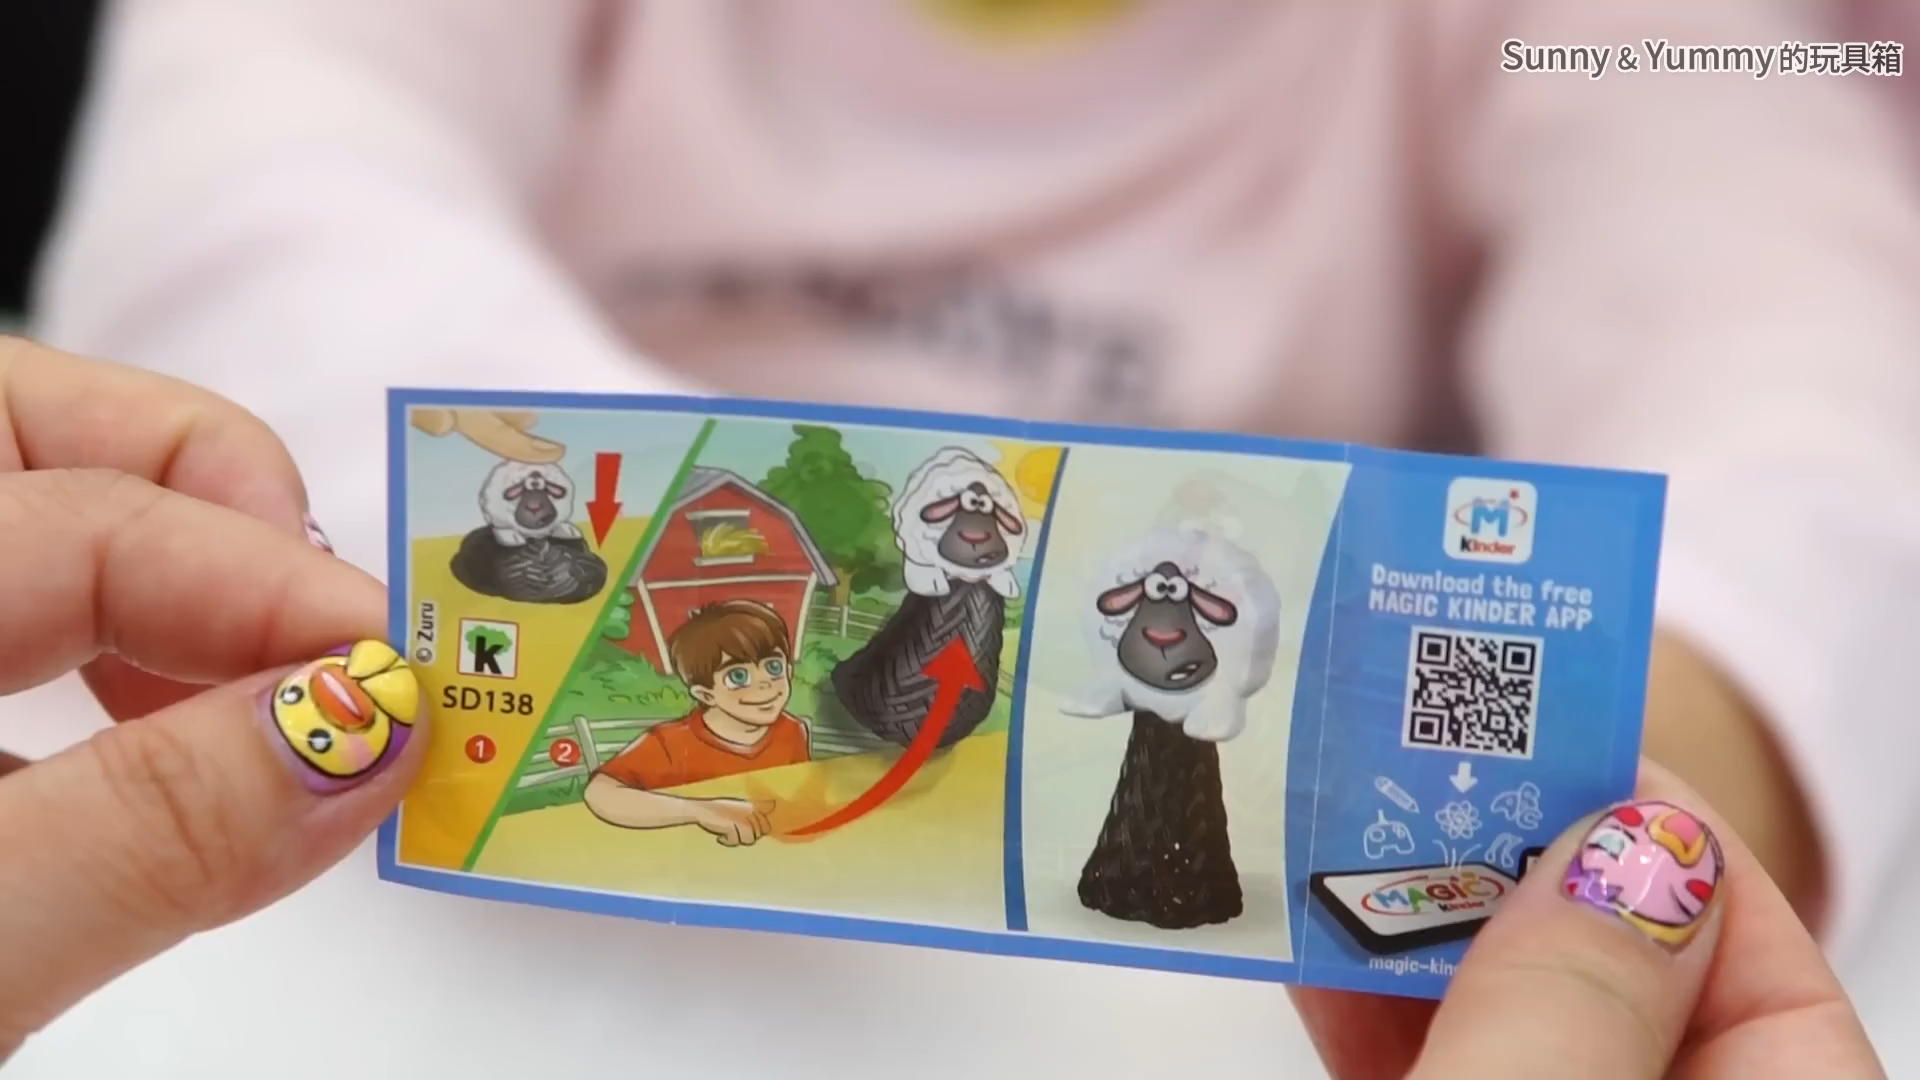 Sunny & Yummy的玩具箱
© Zuru
k
SD138
1
2
Kinder
Download the free
MAGIC KINDER APP
MAGIC
Kinder